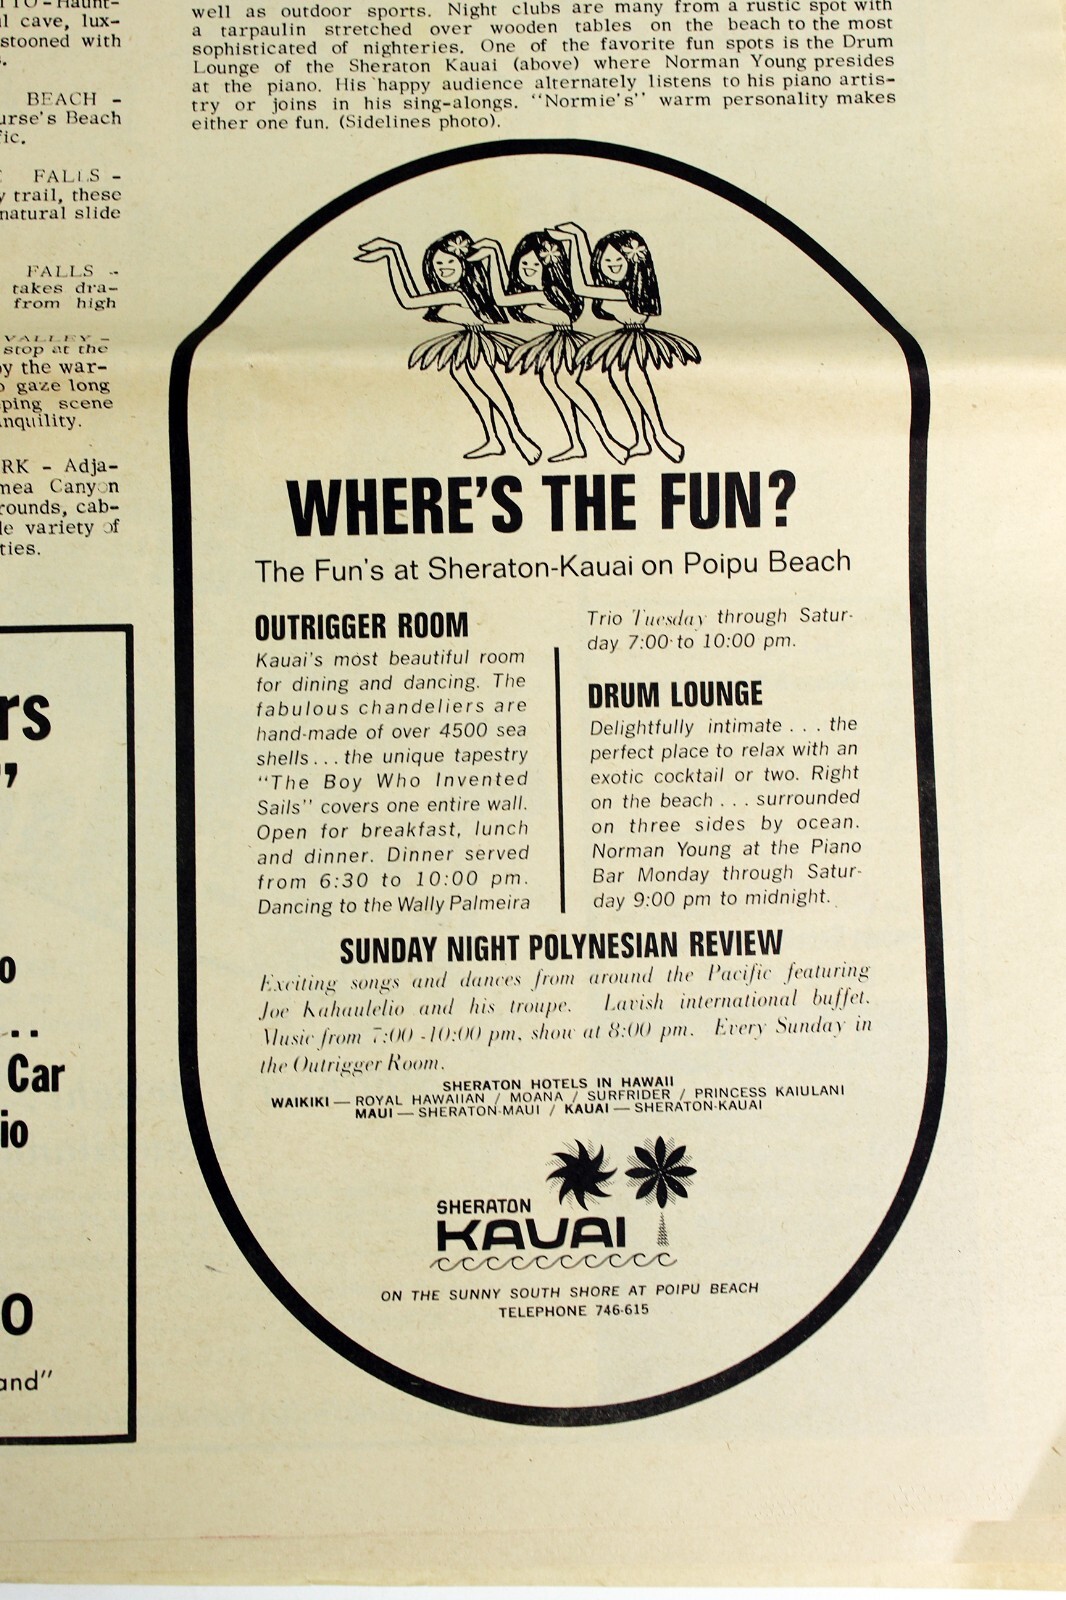 TTO - Haunt-
l cave, lux-
stooned with
BEACH -
urse's Beach
fic.
FALLS -
y trail, these
natural slide
FALLS -
takes dra-
from high
VALLEY -
stop at the
by the war-
o gaze long
ping scene
nquility.
RK - Adja-
mea Canyon
rounds, cab-
le variety of
ties.
rs
"
o
...
Car
io
O
and"
well as outdoor sports. Night clubs are many from a rustic spot with
a tarpaulin stretched over wooden tables on the beach to the most
sophisticated of nighteries. One of the favorite fun spots is the Drum
Lounge of the Sheraton Kauai (above) where Norman Young presides
at the piano. His happy audience alternately listens to his piano artis-
try or joins in his sing-alongs. "Normie's" warm personality makes
either one fun. (Sidelines photo).
WHERE'S THE FUN?
The Fun's at Sheraton-Kauai on Poipu Beach
OUTRIGGER ROOM
Kauai's most beautiful room
for dining and dancing. The
fabulous chandeliers are
hand-made of over 4500 sea
shells... the unique tapestry
"The Boy Who Invented
Sails" covers one entire wall.
Open for breakfast, lunch
and dinner. Dinner served
from 6:30 to 10:00 pm.
Dancing to the Wally Palmeira
Trio Tuesday through Satur-
day 7:00 to 10:00 pm.
DRUM LOUNGE
Delightfully intimate . . . the
perfect place to relax with an
exotic cocktail or two. Right
on the beach . . . surrounded
on three sides by ocean.
Norman Young at the Piano
Bar Monday through Satur-
day 9:00 pm to midnight.
SUNDAY NIGHT POLYNESIAN REVIEW
Exciting songs and dances from around the Pacific featuring
Joe Kahaulelio and his troupe. Lavish international buffet.
Music from 7:00 -10:00 pm, show at 8:00 pm. Every Sunday in
the Outrigger Room.
SHERATON HOTELS IN HAWAII
WAIKIKI — ROYAL HAWAIIAN / MOANA / SURFRIDER / PRINCESS KAIULANI
MAUI — SHERATON-MAUI / KAUAI — SHERATON-KAUAI
SHERATON
KAUAI
ON THE SUNNY SOUTH SHORE AT POIPU BEACH
TELEPHONE 746-615